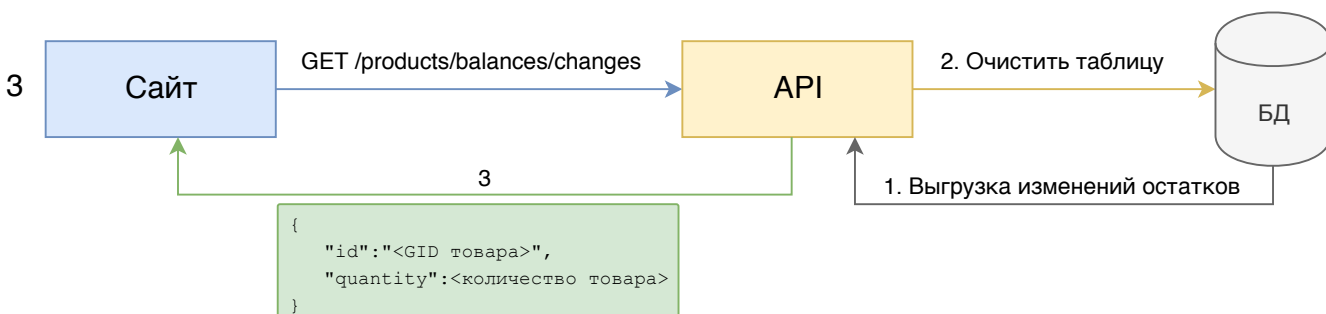 GET /products/balances/changes
2. Очистить таблицу
3
Сайт
API
БД
3
1. Выгрузка изменений остатков
{
"id":"<GID товара>",
"quantity":<количество товара>
}